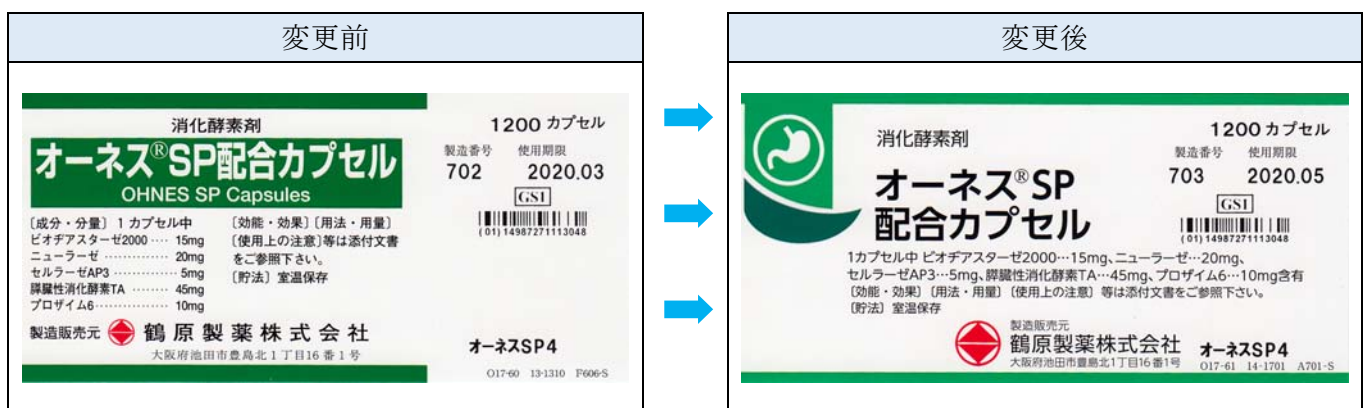 変更前
消化酵素剤
オーネス®SP配合カプセル
OHNES SP Capsules
〔成分・分量〕1カプセル中
ビオヂアスターゼ2000 ‥‥ 15mg
ニューラーゼ ‥‥‥‥‥‥ 20mg
セルラーゼAP3 ‥‥‥‥‥ 5mg
膵臓性消化酵素TA ‥‥‥ 45mg
プロザイム6‥‥‥‥‥‥ 10mg
〔効能・効果〕〔用法・用量〕
〔使用上の注意〕等は添付文書
をご参照下さい。
〔貯法〕室温保存
製造販売元 鶴原製薬株式会社
大阪府池田市豊島北1丁目16番1号
1200 カプセル
製造番号 使用期限
702 2020.03
GS1
(01)14987271113048
オーネスSP4
O17-60 13-1310 F606-S
変更後
消化酵素剤
オーネス®SP
配合カプセル
1200 カプセル
製造番号 使用期限
703 2020.05
GS1
(01)14987271113048
1カプセル中 ビオヂアスターゼ2000…15mg、ニューラーゼ…20mg、
セルラーゼAP3…5mg、膵臓性消化酵素TA…45mg、プロザイム6…10mg含有
〔効能・効果〕〔用法・用量〕〔使用上の注意〕等は添付文書をご参照下さい。
〔貯法〕室温保存
製造販売元
鶴原製薬株式会社
大阪府池田市豊島北1丁目16番1号
オーネスSP4
O17-61 14-1701 A701-S